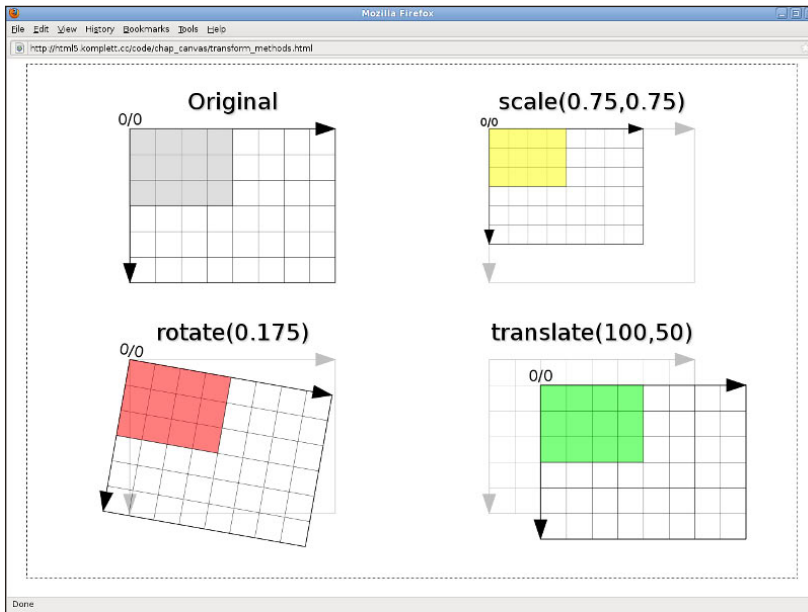 Mozilla Firefox
File Edit View History Bookmarks Tools Help
http://html5.komplett.cc/code/chap_canvas/transform_methods.html
Original
0/0
scale(0.75,0.75)
0/0
rotate(0.175)
0/0
translate(100,50)
0/0
Done